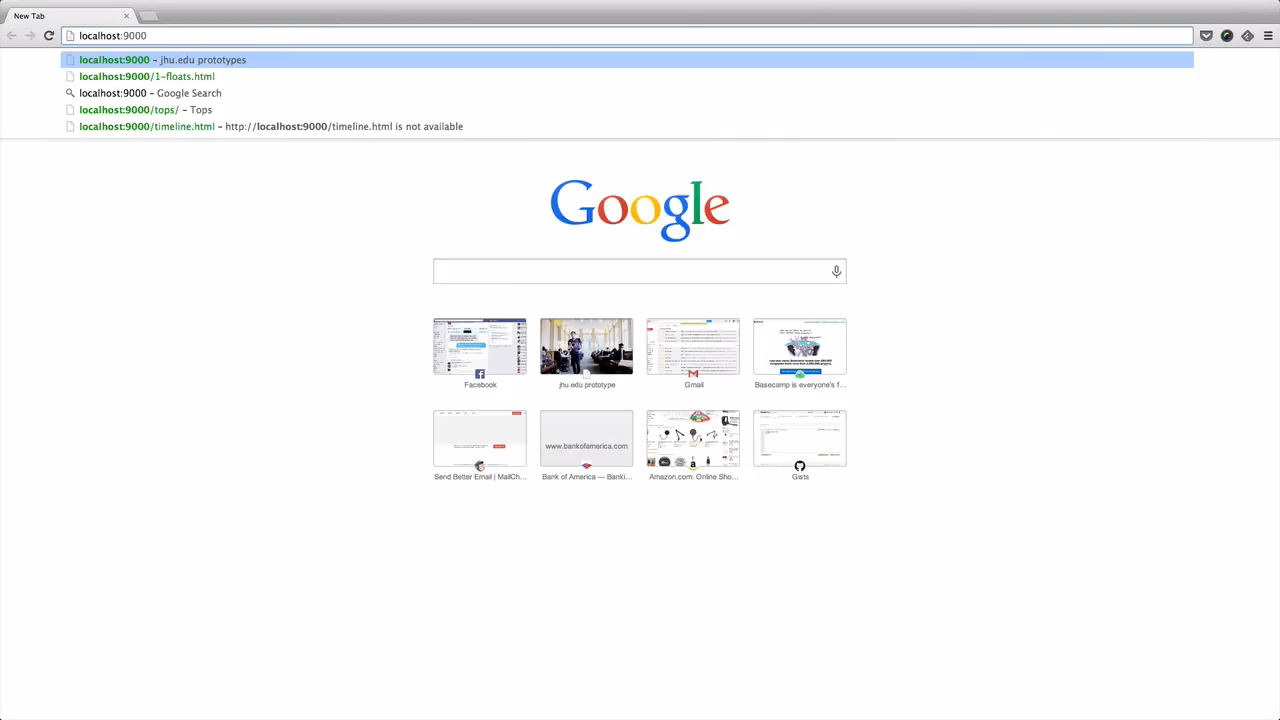 New Tab
localhost:9000
localhost:9000 – jhu.edu prototypes
localhost:9000/1-floats.html
localhost:9000 – Google Search
localhost:9000/tops/ – Tops
localhost:9000/timeline.html – http://localhost:9000/timeline.html is not available
Google
www.bankofamerica.com
Facebook
jhu.edu prototype
Gmail
Basecamp is everyone's f...
Send Better Email | MailCh...
Bank of America — Banki...
Amazon.com: Online Sho...
Gists